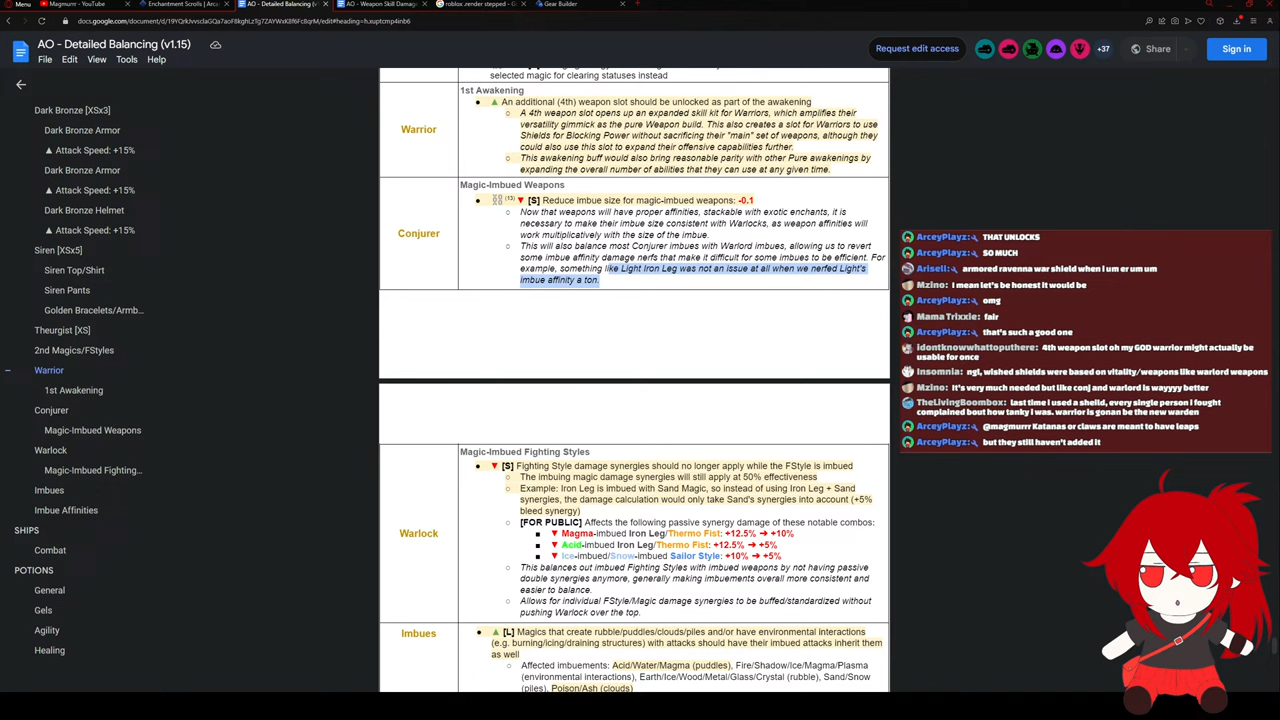 Menu
Magmurrr - YouTube
Enchantment Scrolls | Arca
AO - Detailed Balancing (v1
AO - Weapon Skill Damag
roblox .render stepped - G
Gear Builder
docs.google.com
AO - Detailed Balancing (v1.15)
File Edit View Tools Help
Request edit access
+37
Share
Sign in
Dark Bronze [XSx3]
Dark Bronze Armor
▲ Attack Speed: +15%
Dark Bronze Armor
▲ Attack Speed: +15%
Dark Bronze Helmet
▲ Attack Speed: +15%
Siren [XSx5]
Siren Top/Shirt
Siren Pants
Golden Bracelets/Armb...
Theurgist [XS]
2nd Magics/FStyles
Warrior
1st Awakening
Conjurer
Magic-Imbued Weapons
Warlock
Magic-Imbued Fighting...
Imbues
Imbue Affinities
SHIPS
Combat
POTIONS
General
Gels
Agility
Healing
selected magic for clearing statuses instead
Warrior
1st Awakening
● ▲ An additional (4th) weapon slot should be unlocked as part of the awakening
○ A 4th weapon slot opens up an expanded skill kit for Warriors, which amplifies their
versatility gimmick as the pure Weapon build. This also creates a slot for Warriors to use
Shields for Blocking Power without sacrificing their "main" set of weapons, although they
could also use this slot to expand their offensive capabilities further.
○ This awakening buff would also bring reasonable parity with other Pure awakenings by
expanding the overall number of abilities that they can use at any given time.
Conjurer
Magic-Imbued Weapons
● ⛓ (13) ▼ [S] Reduce imbue size for magic-imbued weapons: -0.1
○ Now that weapons will have proper affinities, stackable with exotic enchants, it is
necessary to make their imbue size consistent with Warlocks, as weapon affinities will
work multiplicatively with the size of the imbue.
○ This will also balance most Conjurer imbues with Warlord imbues, allowing us to revert
some imbue affinity damage nerfs that make it difficult for some imbues to be efficient. For
example, something like Light Iron Leg was not an issue at all when we nerfed Light's
imbue affinity a ton.
Warlock
Magic-Imbued Fighting Styles
● ▼ [S] Fighting Style damage synergies should no longer apply while the FStyle is imbued
○ The imbuing magic damage synergies will still apply at 50% effectiveness
○ Example: Iron Leg is imbued with Sand Magic, so instead of using Iron Leg + Sand
synergies, the damage calculation would only take Sand's synergies into account (+5%
bleed synergy)
○ [FOR PUBLIC] Affects the following passive synergy damage of these notable combos:
■ ▼ Magma-imbued Iron Leg/Thermo Fist: +12.5% ➔ +10%
■ ▼ Acid-imbued Iron Leg/Thermo Fist: +12.5% ➔ +5%
■ ▼ Ice-imbued/Snow-imbued Sailor Style: +10% ➔ +5%
○ This balances out imbued Fighting Styles with imbued weapons by not having passive
double synergies anymore, generally making imbuements overall more consistent and
easier to balance.
○ Allows for individual FStyle/Magic damage synergies to be buffed/standardized without
pushing Warlock over the top.
Imbues
● ▲ [L] Magics that create rubble/puddles/clouds/piles and/or have environmental interactions
(e.g. burning/icing/draining structures) with attacks should have their imbued attacks inherit them
as well
○ Affected imbuements: Acid/Water/Magma (puddles), Fire/Shadow/Ice/Magma/Plasma
(environmental interactions), Earth/Ice/Wood/Metal/Glass/Crystal (rubble), Sand/Snow
(piles), Poison/Ash (clouds)
ArceyPlayz: THAT UNLOCKS
ArceyPlayz: SO MUCH
Arisell: armored ravenna war shield when i um er um um
Mzino: I mean let's be honest it would be
ArceyPlayz: omg
Mama Trixxie: fair
ArceyPlayz: that's such a good one
idontknowwhattoputhere: 4th weapon slot oh my GOD warrior might actually be
usable for once
Insomnia: ngl, wished shields were based on vitality/weapons like warlord weapons
Mzino: It's very much needed but like conj and warlord is wayyyy better
TheLivingBoombox: last time i used a sheild, every single person i fought
complained bout how tanky i was. warrior is gonan be the new warden
ArceyPlayz: @magmurrr Katanas or claws are meant to have leaps
ArceyPlayz: but they still haven't added it